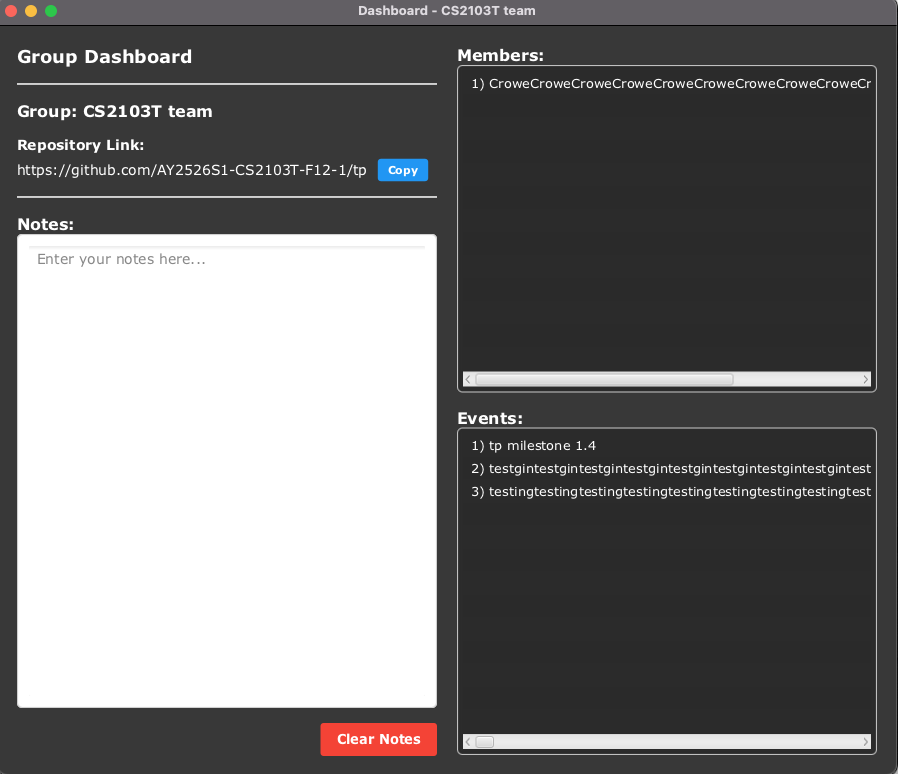 Dashboard - CS2103T team
Group Dashboard
Group: CS2103T team
Repository Link:
https://github.com/AY2526S1-CS2103T-F12-1/tp
Copy
Notes:
Enter your notes here...
Clear Notes
Members:
1) CroweCroweCroweCroweCroweCroweCroweCroweCroweCr
Events:
1) tp milestone 1.4
2) testgintestgintestgintestgintestgintestgintestgintestgintest
3) testingtestingtestingtestingtestingtestingtestingtestingtest